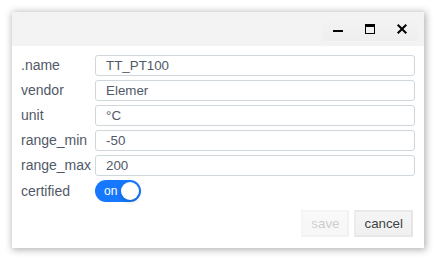 .name TT_PT100
vendor Elemer
unit °C
range_min -50
range_max 200
certified on
save cancel